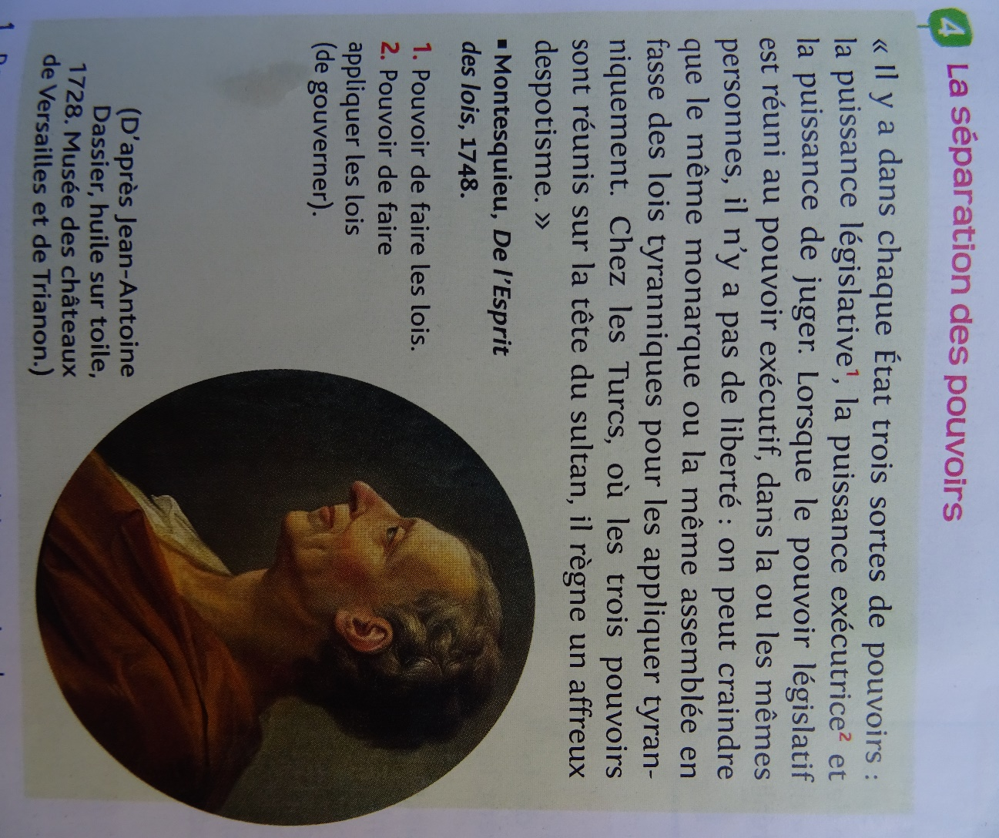 4 La séparation des pouvoirs
« Il y a dans chaque État trois sortes de pouvoirs :
la puissance législative¹, la puissance exécutrice² et
la puissance de juger. Lorsque le pouvoir législatif
est réuni au pouvoir exécutif, dans la ou les mêmes
personnes, il n'y a pas de liberté : on peut craindre
que le même monarque ou la même assemblée en
fasse des lois tyranniques pour les appliquer tyran-
niquement. Chez les Turcs, où les trois pouvoirs
sont réunis sur la tête du sultan, il règne un affreux
despotisme. »
▪ Montesquieu, De l'Esprit
des lois, 1748.
1. Pouvoir de faire les lois.
2. Pouvoir de faire
appliquer les lois
(de gouverner).
(D'après Jean-Antoine
Dassier, huile sur toile,
1728. Musée des châteaux
de Versailles et de Trianon.)